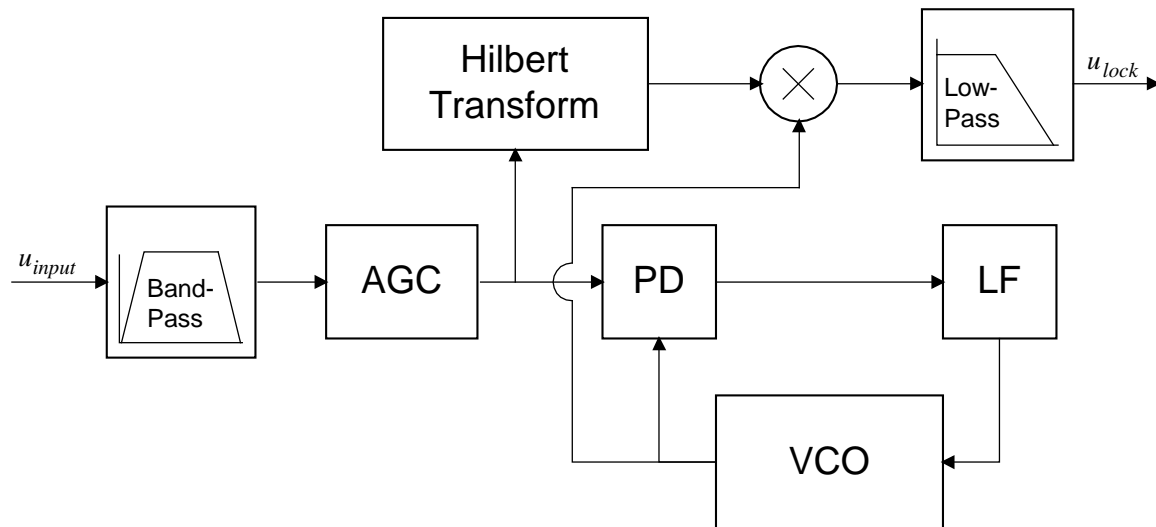 Hilbert
Transform
Low-
Pass
u_lock
u_input
Band-
Pass
AGC
PD
LF
VCO